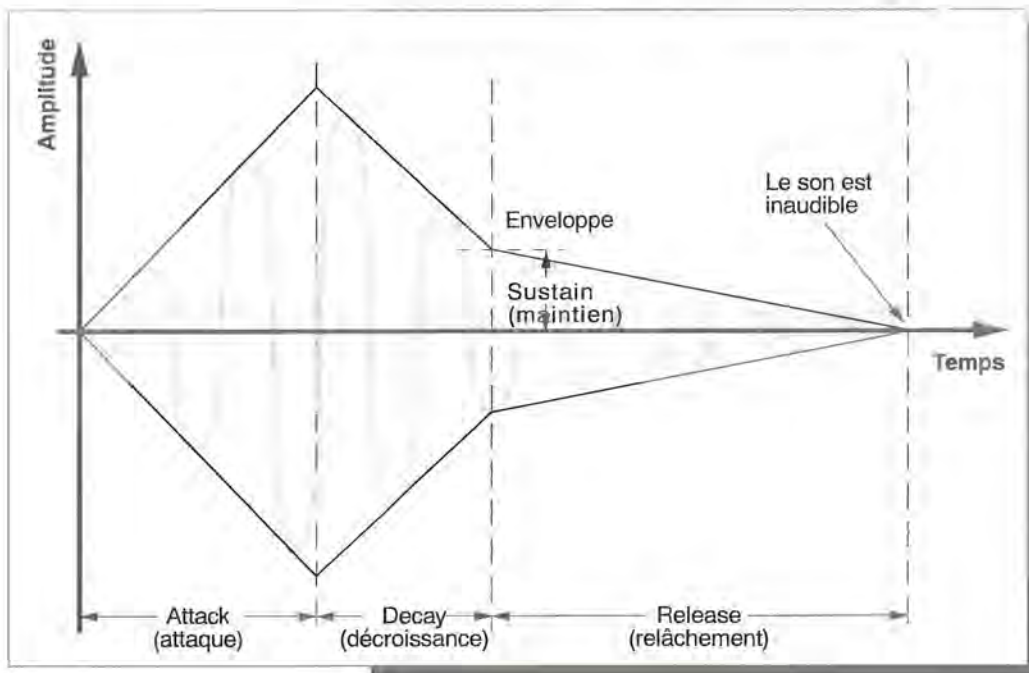 Amplitude
Le son est
inaudible
Enveloppe
Sustain
(maintien)
Temps
Attack
(attaque)
Decay
(décroissance)
Release
(relâchement)